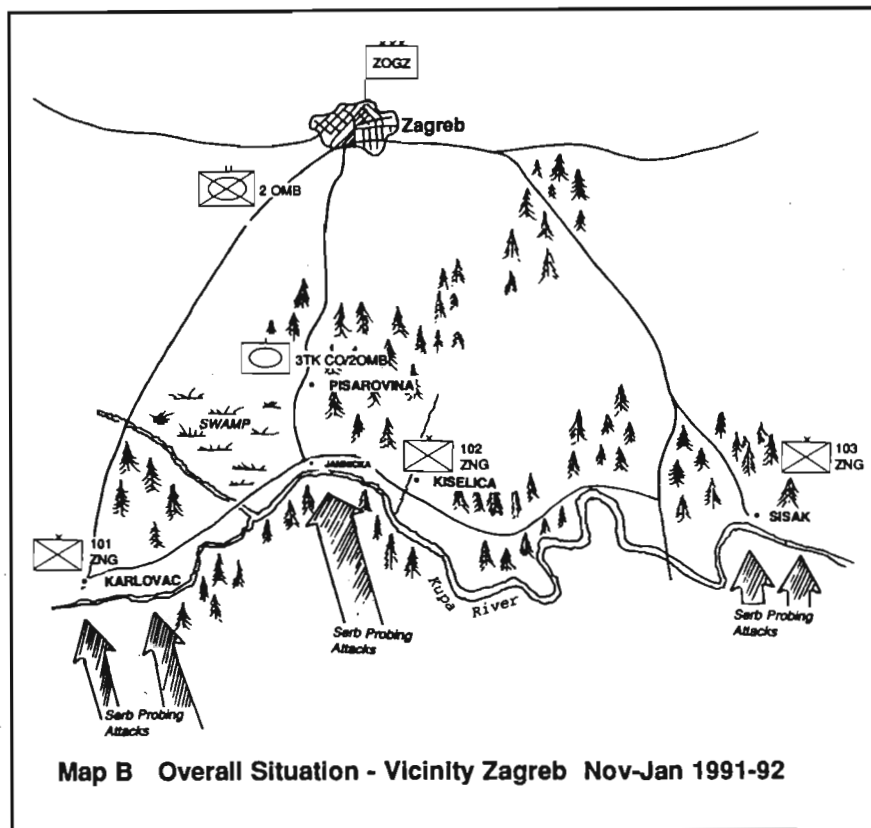 ZOGZ
Zagreb
2 OMB
3TK CO/2OMB
PISAROVINA
SWAMP
102
ZNG
103
ZNG
JAMNICKA
KISELICA
SISAK
101
ZNG
KARLOVAC
Kupa
River
Serb Probing
Attacks
Serb Probing
Attacks
Serb Probing
Attacks
Map B Overall Situation - Vicinity Zagreb Nov-Jan 1991-92